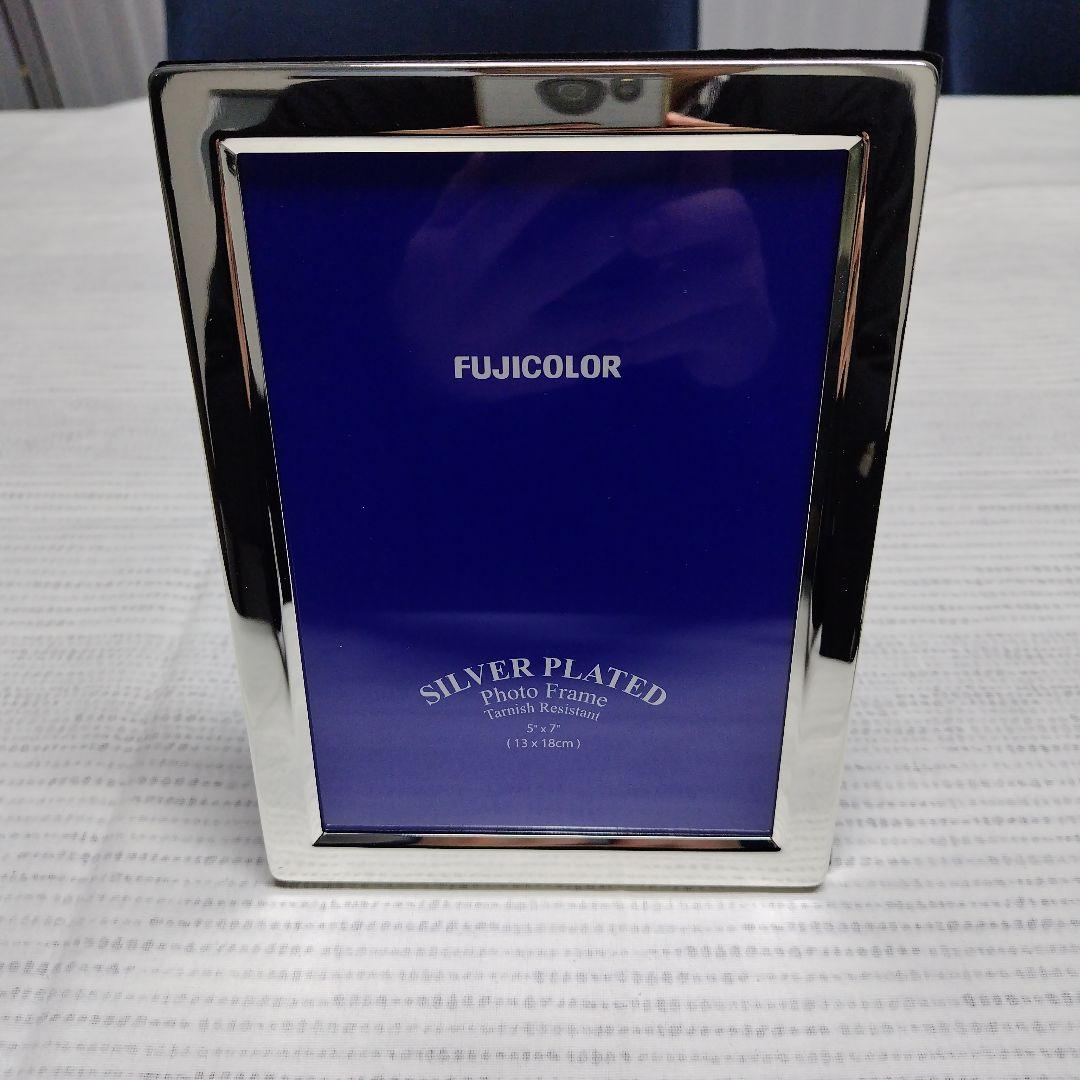 FUJICOLOR
SILVER PLATED
Photo Frame
Tarnish Resistant
5" x 7"
( 13 x 18cm )